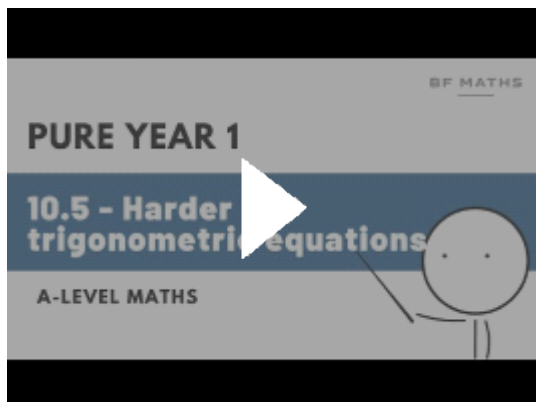 BF MATHS
PURE YEAR 1
10.5 - Harder
trigonometric equations
A-LEVEL MATHS